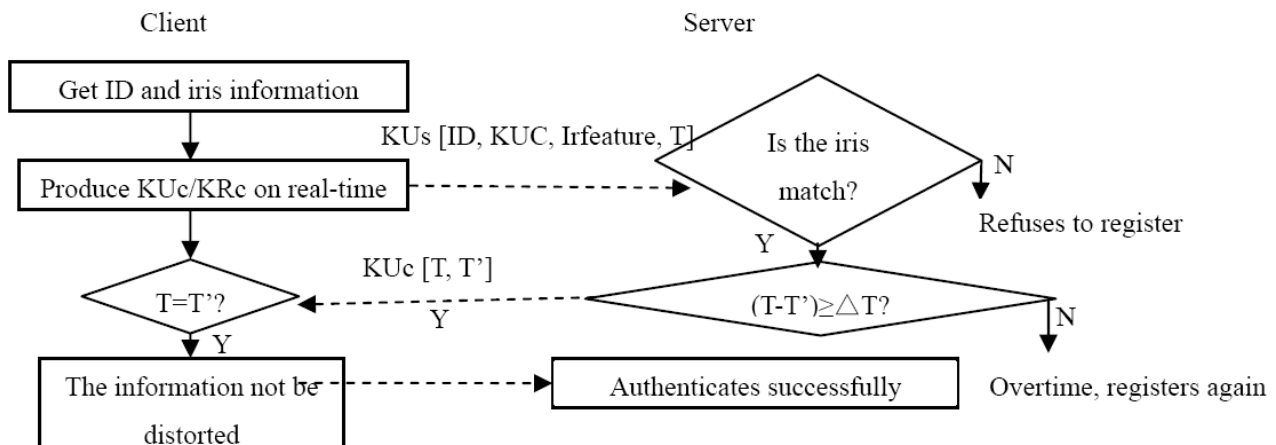 Client
Server
Get ID and iris information
KUs [ID, KUC, Irfeature, T]
Is the iris
match?
N
Produce KUc/KRc on real-time
Refuses to register
Y
KUc [T, T’]
T=T’?
Y
(T-T’)≥△T?
N
Y
The information not be
distorted
Authenticates successfully
Overtime, registers again